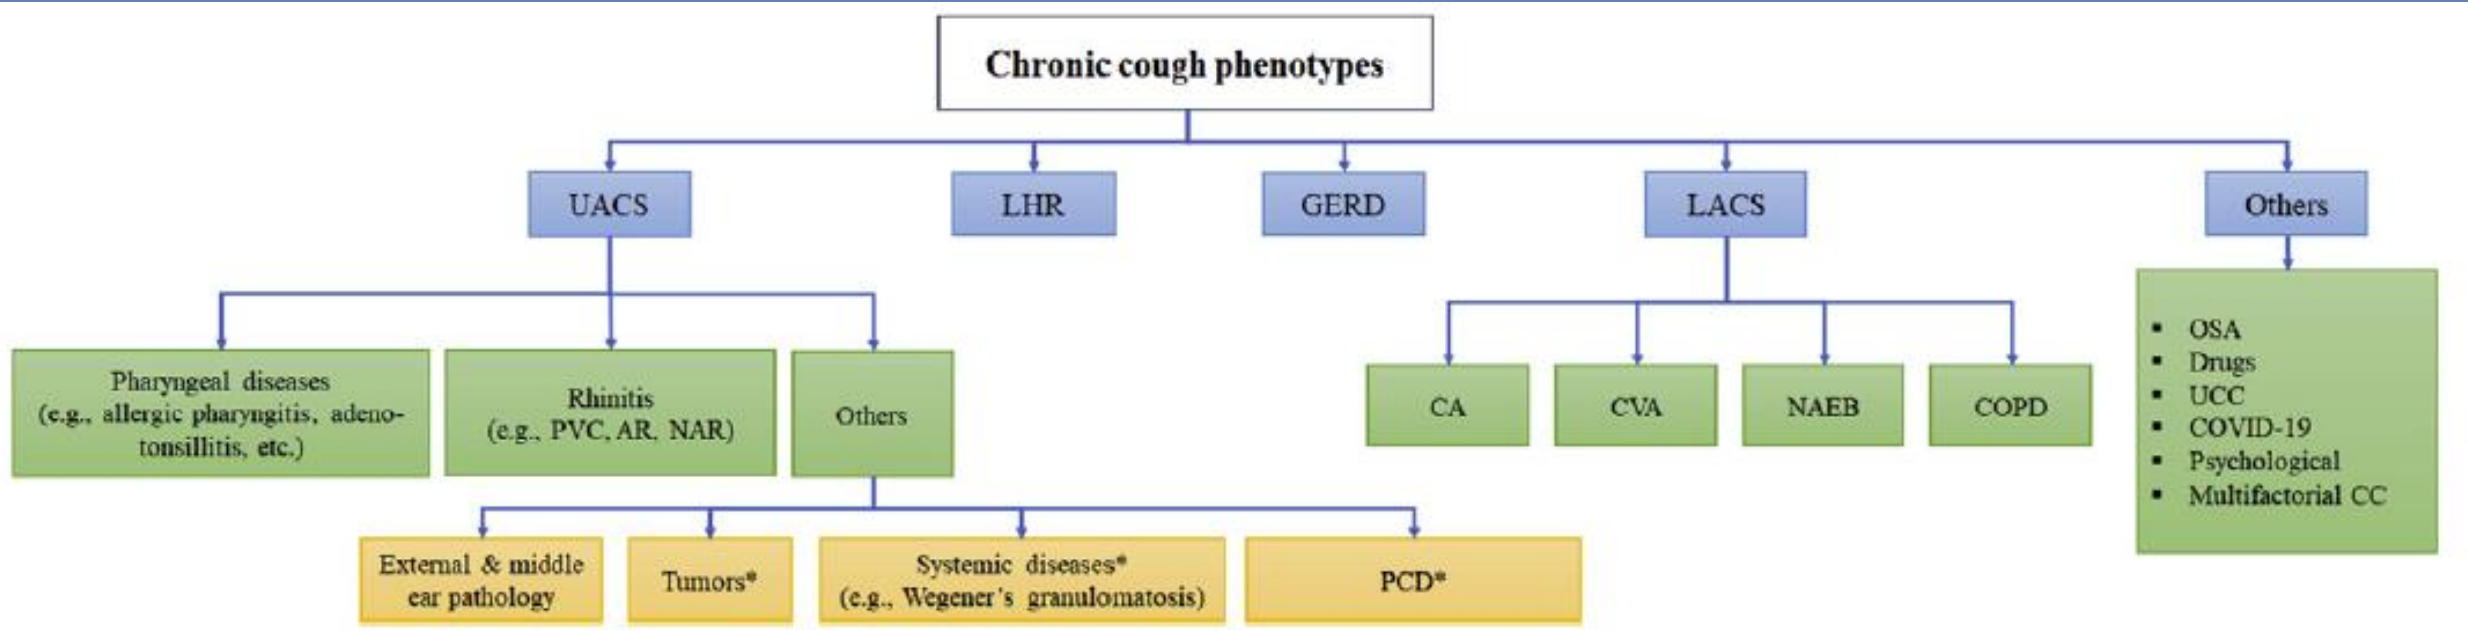 Chronic cough phenotypes
UACS
LHR
GERD
LACS
Others
Pharyngeal diseases
(e.g., allergic pharyngitis, adeno-
tonsillitis, etc.)
Rhinitis
(e.g., PVC, AR, NAR)
Others
CA
CVA
NAEB
COPD
▪ OSA
▪ Drugs
▪ UCC
▪ COVID-19
▪ Psychological
▪ Multifactorial CC
External & middle
ear pathology
Tumors*
Systemic diseases*
(e.g., Wegener's granulomatosis)
PCD*